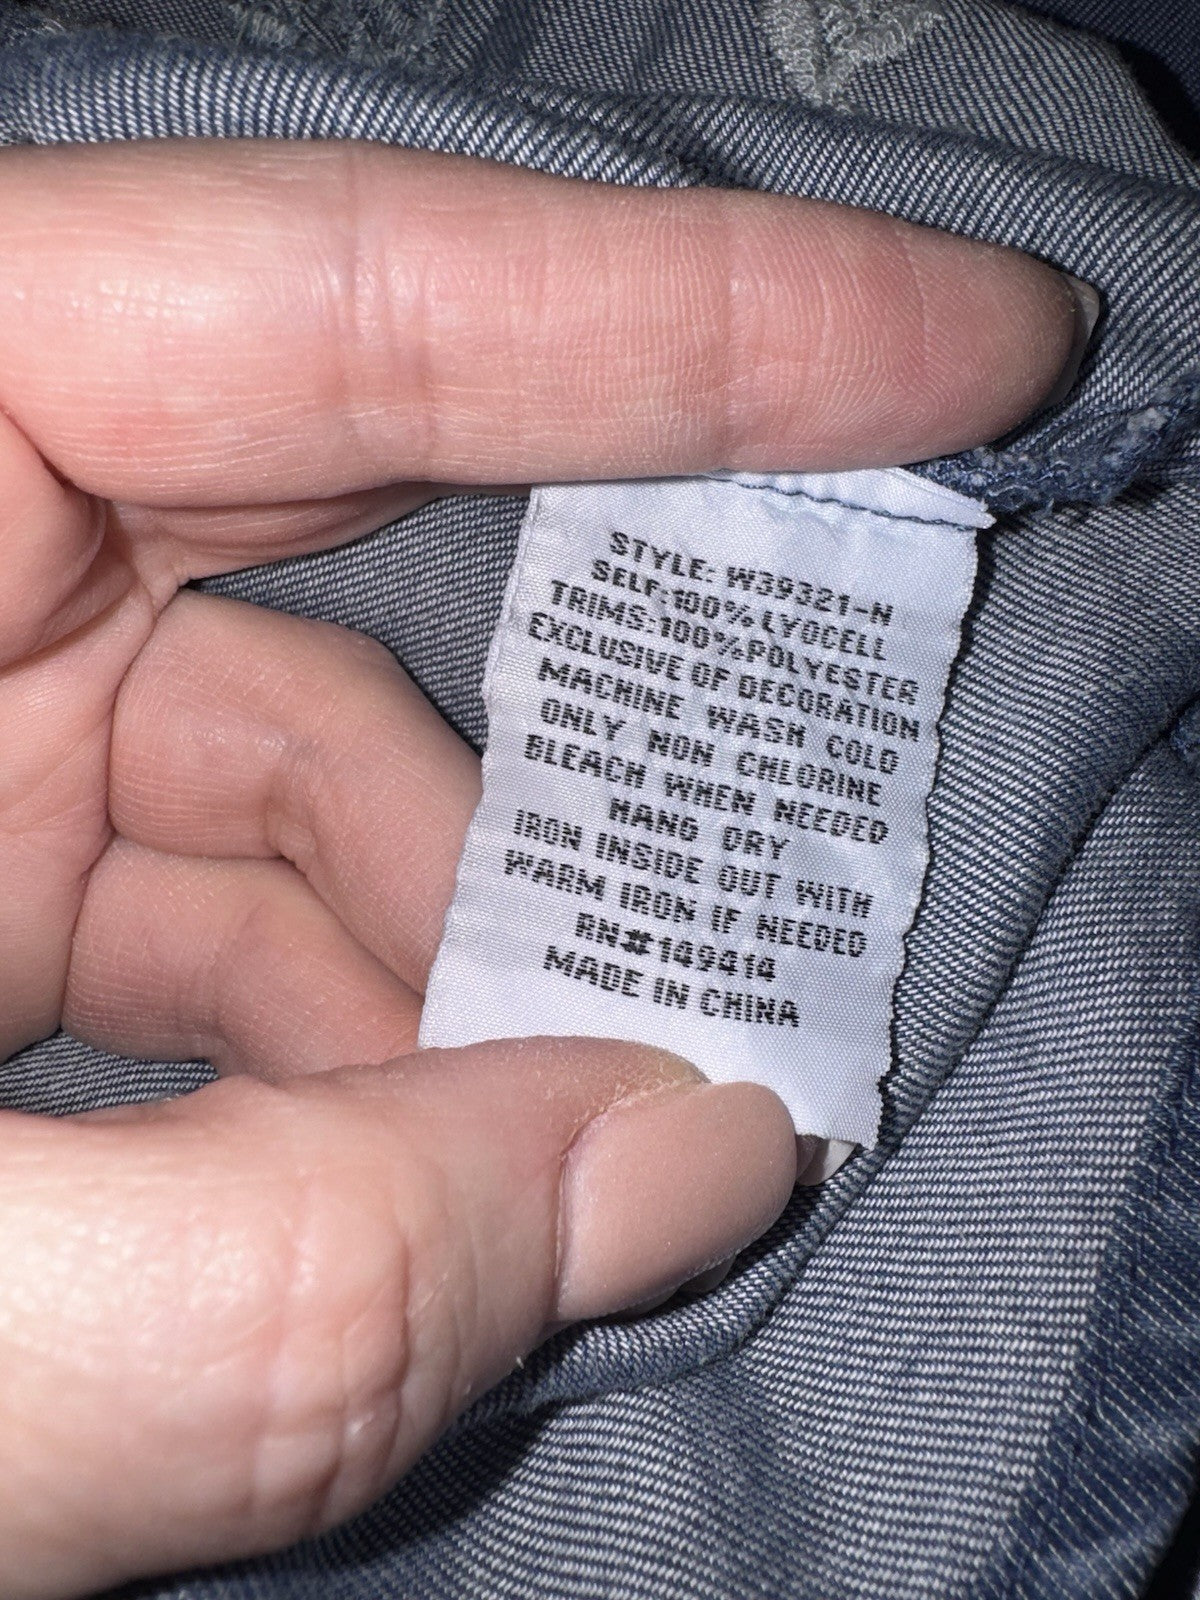 STYLE: W39321-N
SELF:100%LYOCELL
TRIMS:100%POLYESTER
EXCLUSIVE OF DECORATION
MACHINE WASH COLD
ONLY NON CHLORINE
BLEACH WHEN NEEDED
HANG DRY
IRON INSIDE OUT WITH
WARM IRON IF NEEDED
RN#149414
MADE IN CHINA